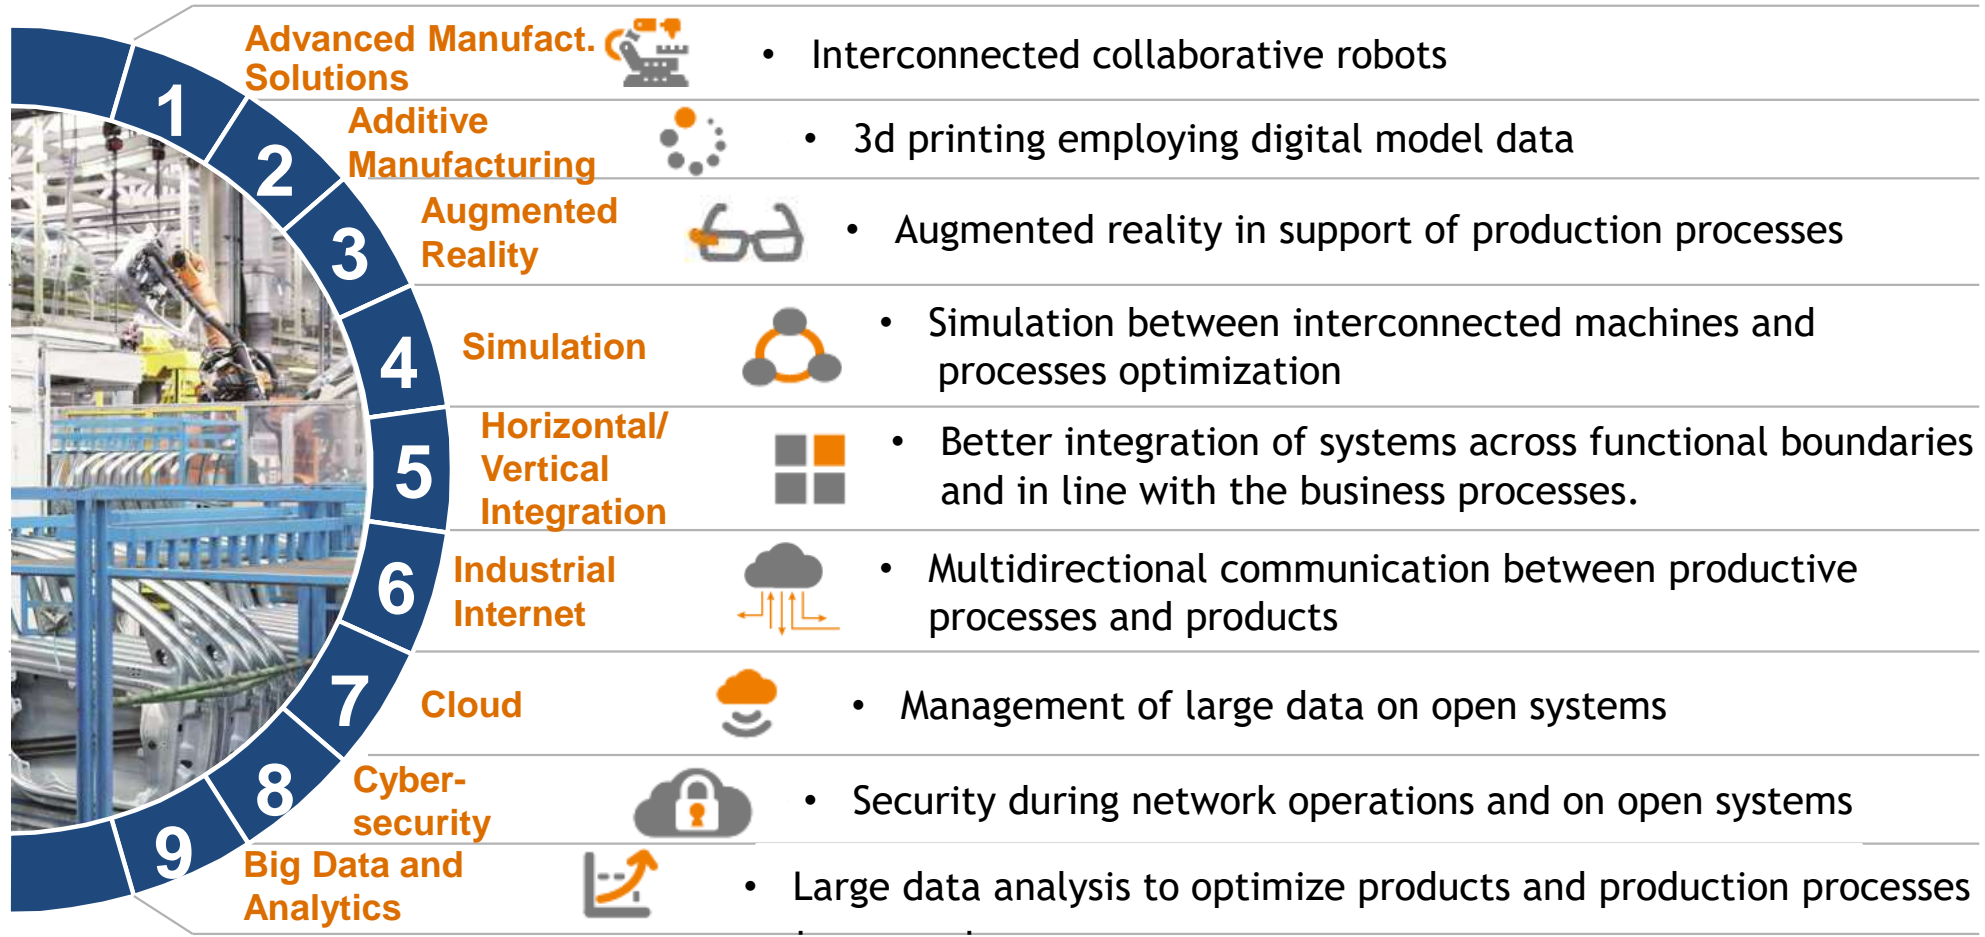 1
Advanced Manufact.
Solutions
• Interconnected collaborative robots
2
Additive
Manufacturing
• 3d printing employing digital model data
3
Augmented
Reality
• Augmented reality in support of production processes
4
Simulation
• Simulation between interconnected machines and
processes optimization
5
Horizontal/
Vertical
Integration
• Better integration of systems across functional boundaries
and in line with the business processes.
6
Industrial
Internet
• Multidirectional communication between productive
processes and products
7
Cloud
• Management of large data on open systems
8
Cyber-
security
• Security during network operations and on open systems
9
Big Data and
Analytics
• Large data analysis to optimize products and production processes